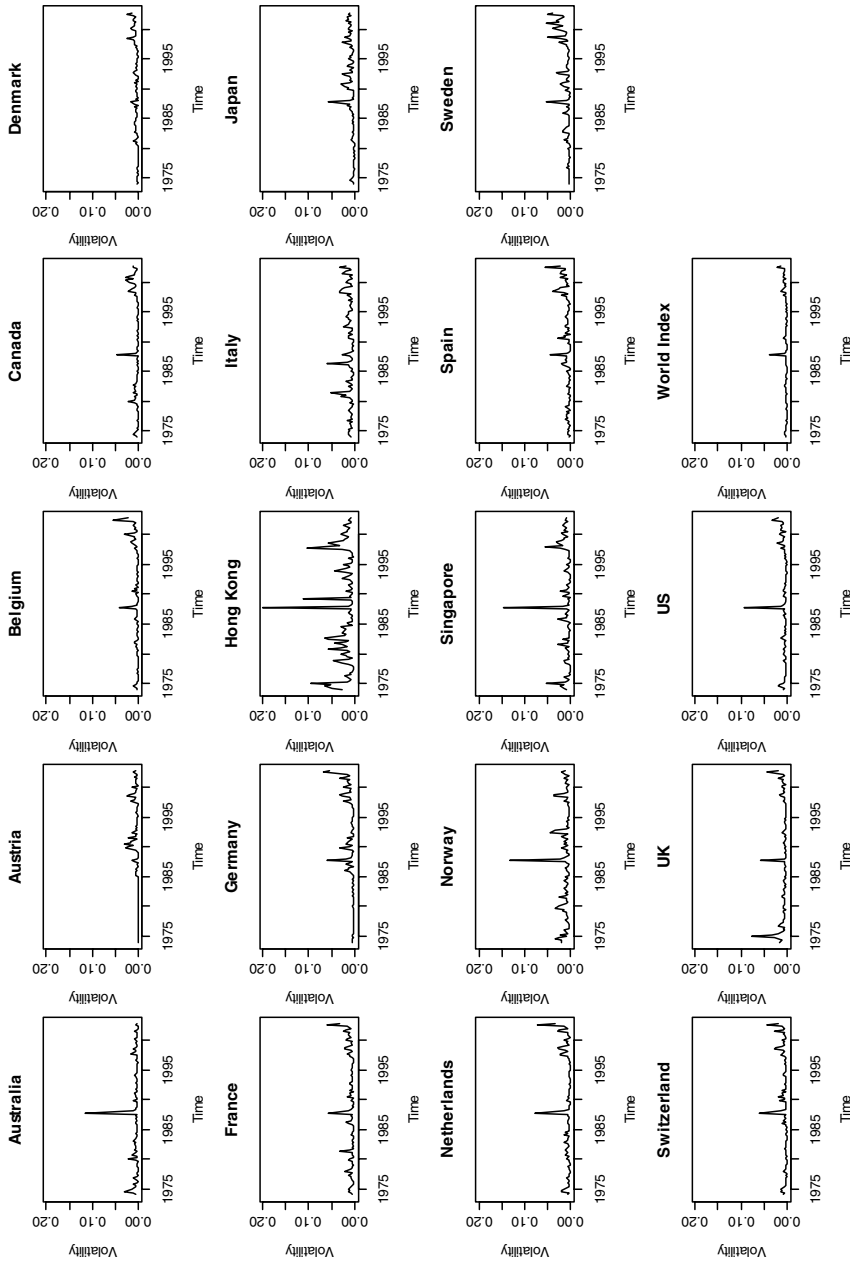 Australia
Volatility
0.20
0.10
0.00
1975 1985 1995
Time
Austria
Volatility
0.20
0.10
0.00
1975 1985 1995
Time
Belgium
Volatility
0.20
0.10
0.00
1975 1985 1995
Time
Canada
Volatility
0.20
0.10
0.00
1975 1985 1995
Time
Denmark
Volatility
0.20
0.10
0.00
1975 1985 1995
Time
France
Volatility
0.20
0.10
0.00
1975 1985 1995
Time
Germany
Volatility
0.20
0.10
0.00
1975 1985 1995
Time
Hong Kong
Volatility
0.20
0.10
0.00
1975 1985 1995
Time
Italy
Volatility
0.20
0.10
0.00
1975 1985 1995
Time
Japan
Volatility
0.20
0.10
0.00
1975 1985 1995
Time
Netherlands
Volatility
0.20
0.10
0.00
1975 1985 1995
Time
Norway
Volatility
0.20
0.10
0.00
1975 1985 1995
Time
Singapore
Volatility
0.20
0.10
0.00
1975 1985 1995
Time
Spain
Volatility
0.20
0.10
0.00
1975 1985 1995
Time
Sweden
Volatility
0.20
0.10
0.00
1975 1985 1995
Time
Switzerland
Volatility
0.20
0.10
0.00
1975 1985 1995
Time
UK
Volatility
0.20
0.10
0.00
1975 1985 1995
Time
US
Volatility
0.20
0.10
0.00
1975 1985 1995
Time
World Index
Volatility
0.20
0.10
0.00
1975 1985 1995
Time